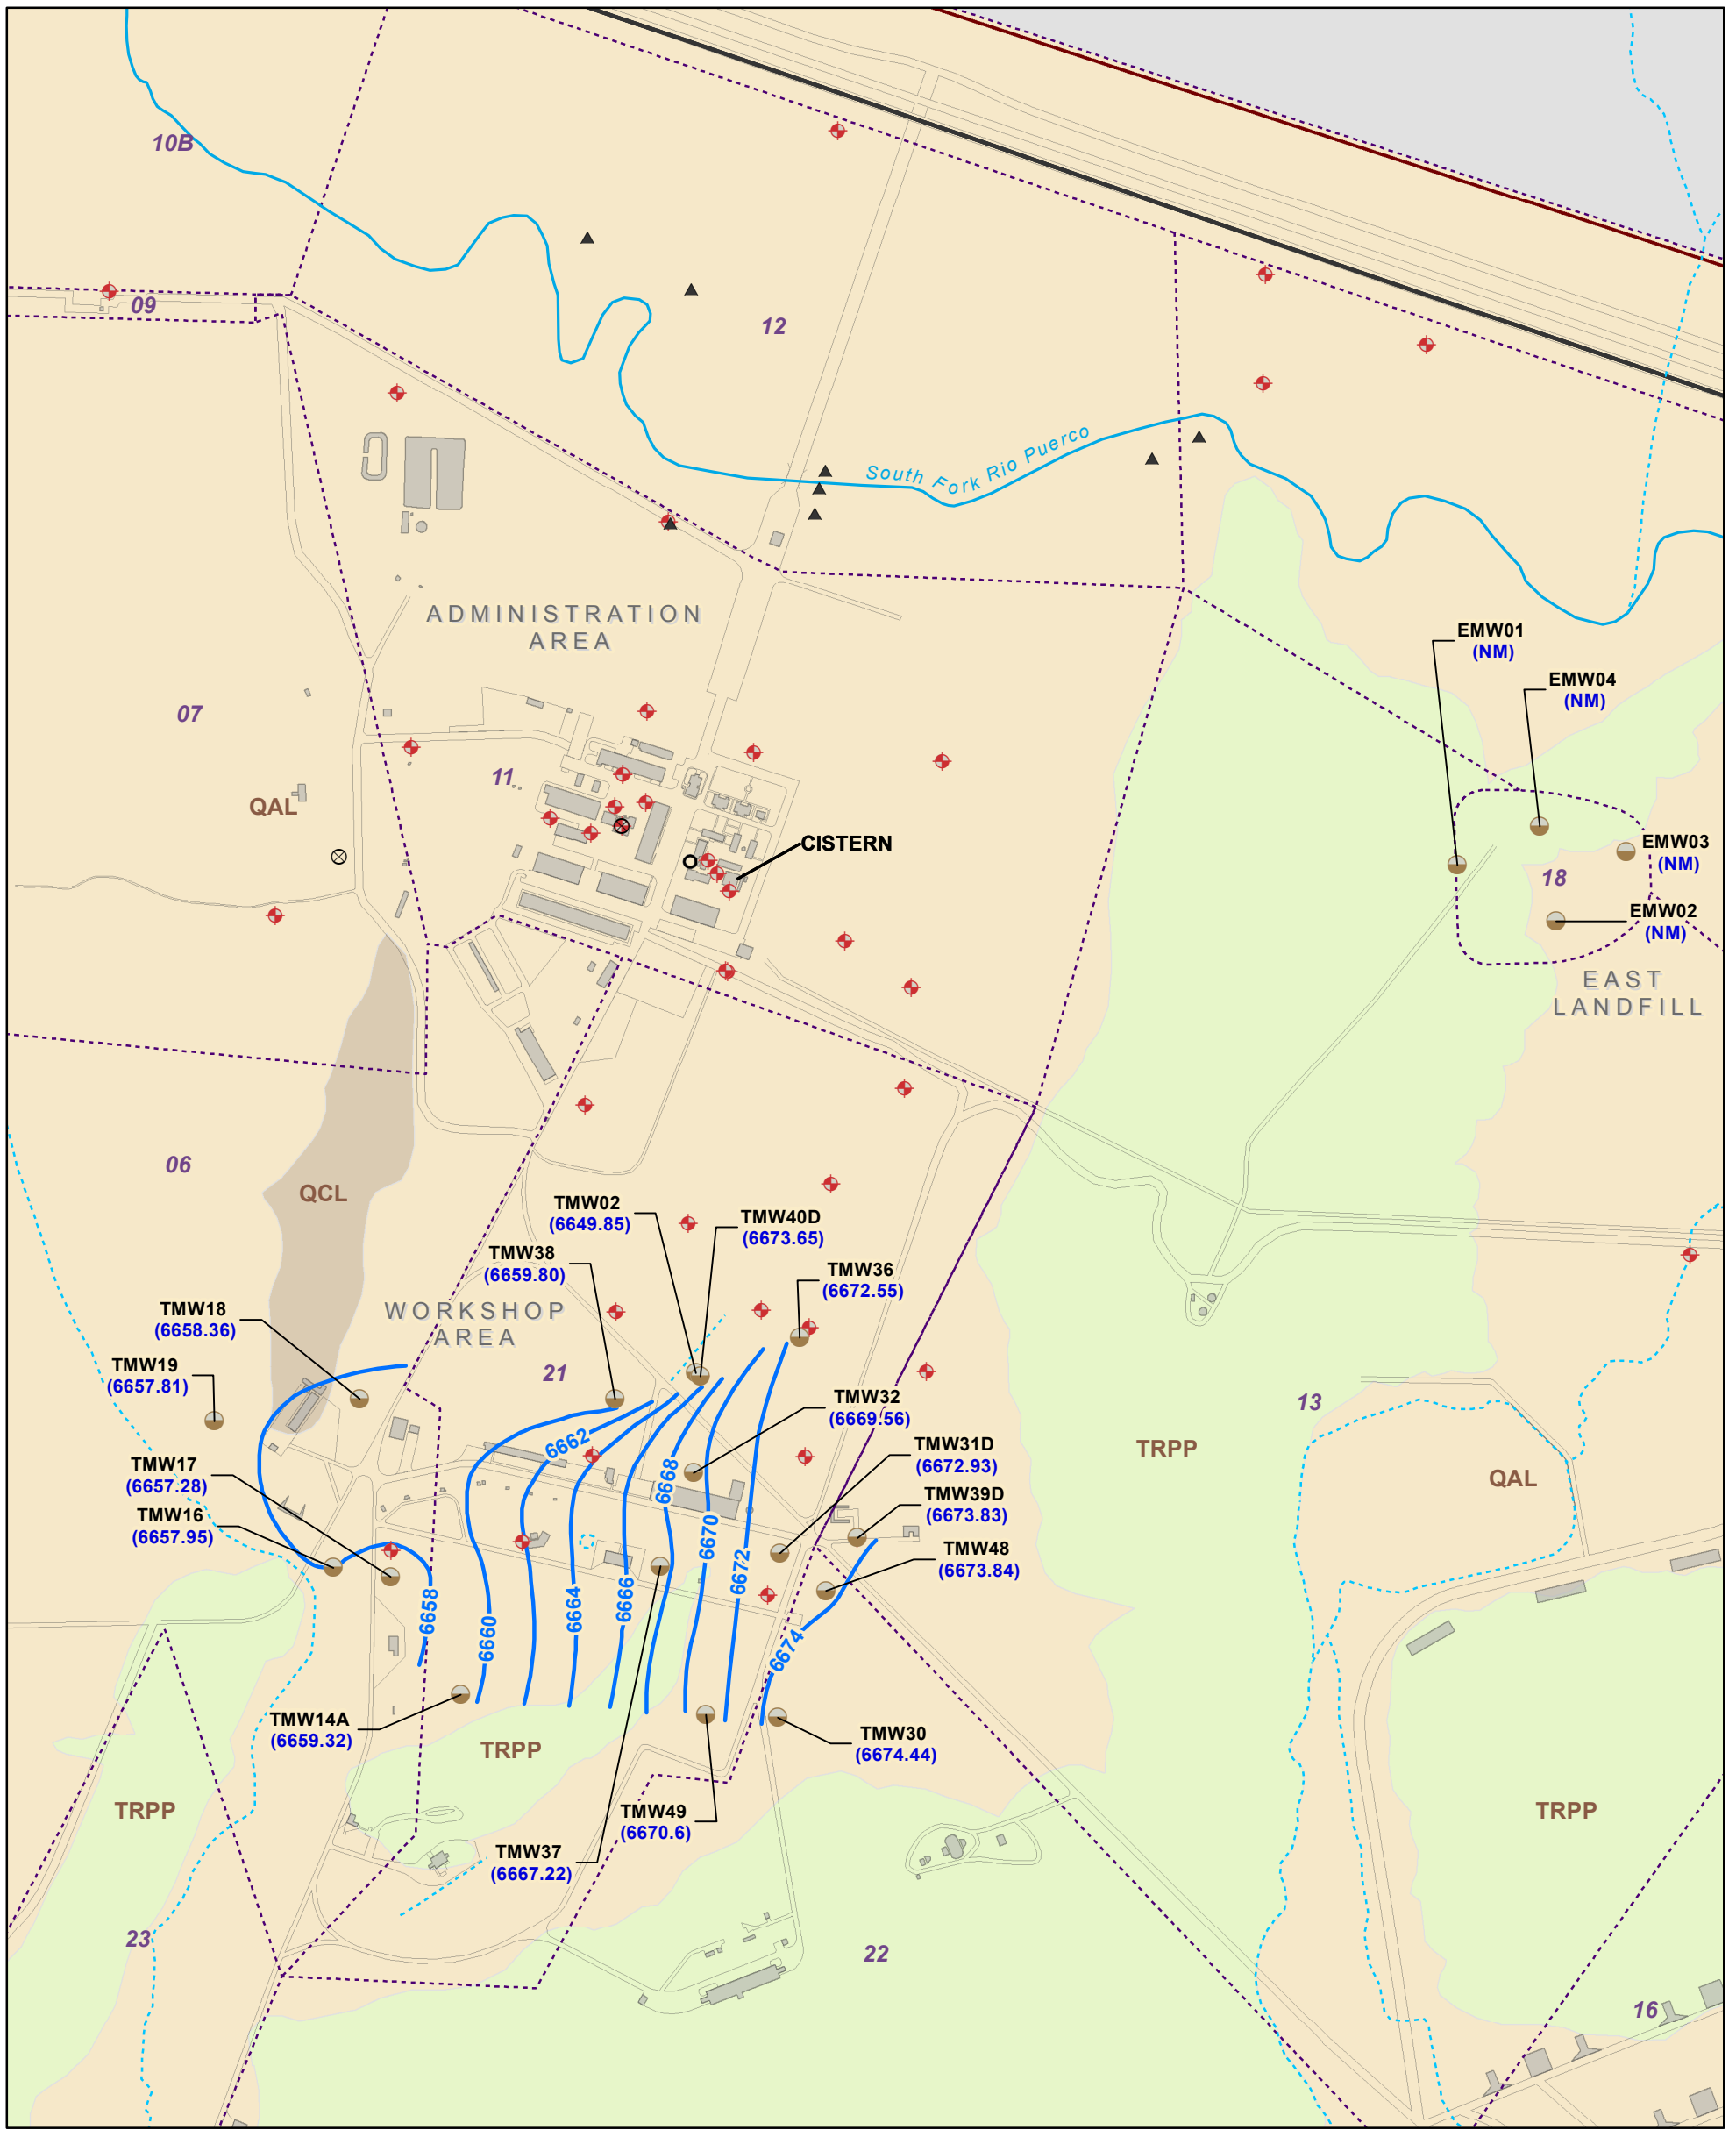 10B
09
12
South Fork Rio Puerco
ADMINISTRATION
AREA
EMW01
(NM)
EMW04
(NM)
07
11
QAL
CISTERN
EMW03
(NM)
18
EMW02
(NM)
EAST
LANDFILL
06
QCL
TMW02
(6649.85)
TMW40D
(6673.65)
TMW38
(6659.80)
TMW36
(6672.55)
TMW18
(6658.36)
WORKSHOP
AREA
TMW19
(6657.81)
21
13
TMW32
(6669.56)
TMW31D
(6672.93)
TRPP
QAL
TMW17
(6657.28)
TMW16
(6657.95)
TMW39D
(6673.83)
TMW48
(6673.84)
6662
6668
6670
6672
6658
6660
6664
6666
6674
TMW14A
(6659.32)
TRPP
TMW30
(6674.44)
TRPP
TRPP
TMW49
(6670.6)
TMW37
(6667.22)
23
22
16